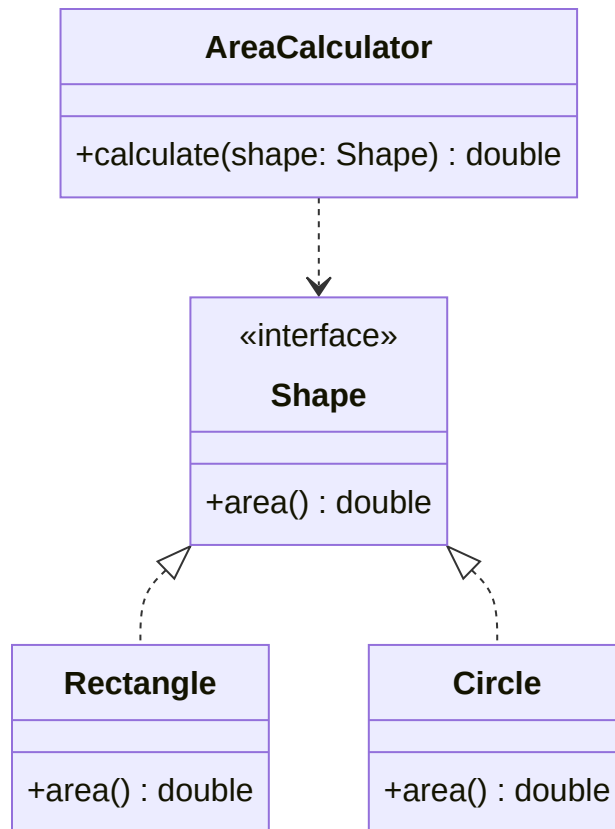 AreaCalculator
+calculate(shape: Shape) : double
«interface»
Shape
+area() : double
Rectangle
+area() : double
Circle
+area() : double